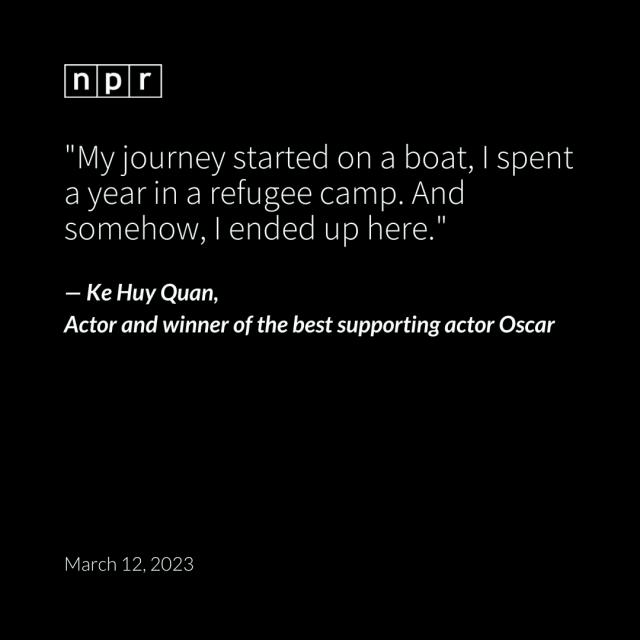 npr
"My journey started on a boat, I spent
a year in a refugee camp. And
somehow, I ended up here."
— Ke Huy Quan,
Actor and winner of the best supporting actor Oscar
March 12, 2023